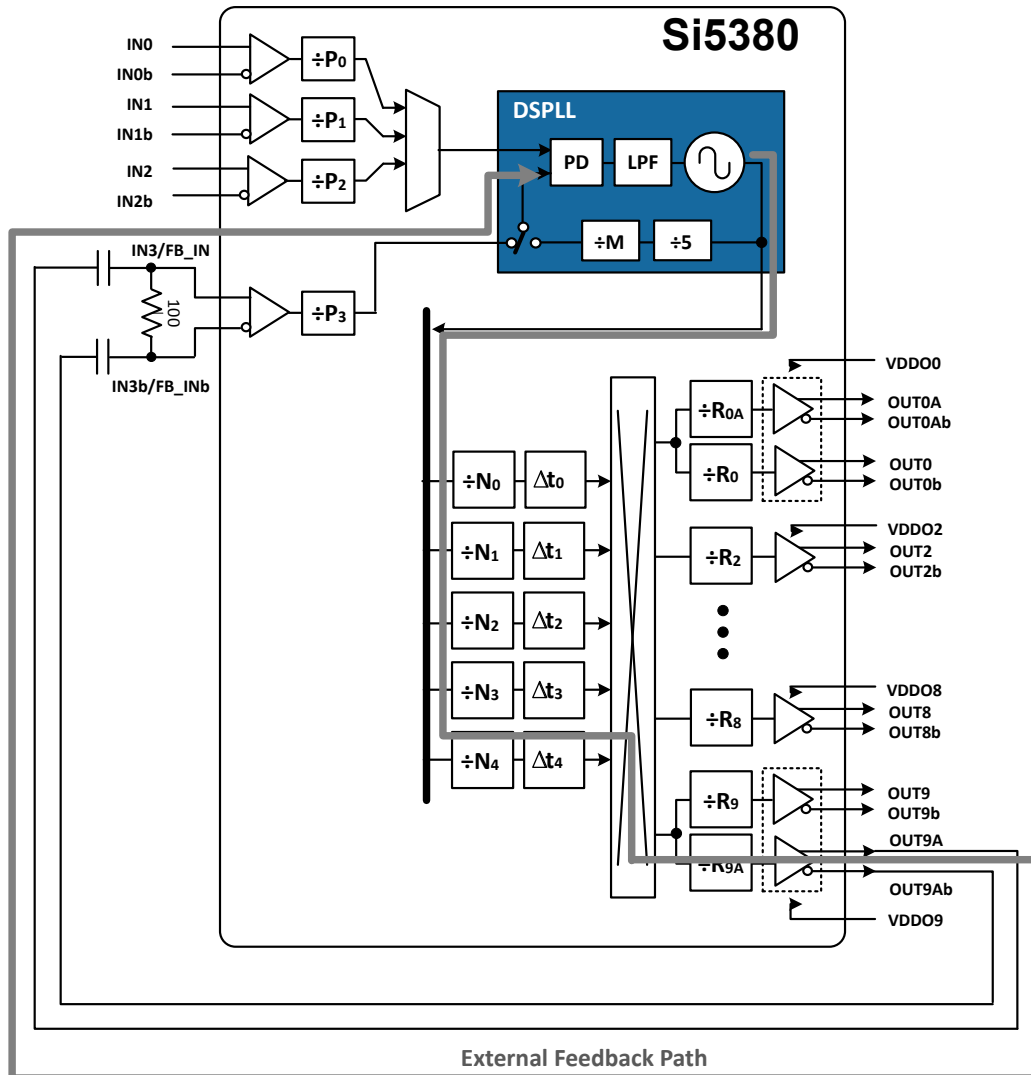 Si5380
IN0
IN0b
÷P0
IN1
IN1b
÷P1
IN2
IN2b
÷P2
DSPLL
PD
LPF
÷M
÷5
IN3/FB_IN
100
IN3b/FB_INb
÷P3
VDDO0
÷R0A
OUT0A
OUT0Ab
÷R0
OUT0
OUT0b
÷N0
Δt0
÷N1
Δt1
÷N2
Δt2
÷N3
Δt3
÷N4
Δt4
VDDO2
÷R2
OUT2
OUT2b
VDDO8
÷R8
OUT8
OUT8b
÷R9
OUT9
OUT9b
÷R9A
OUT9A
OUT9Ab
VDDO9
External Feedback Path